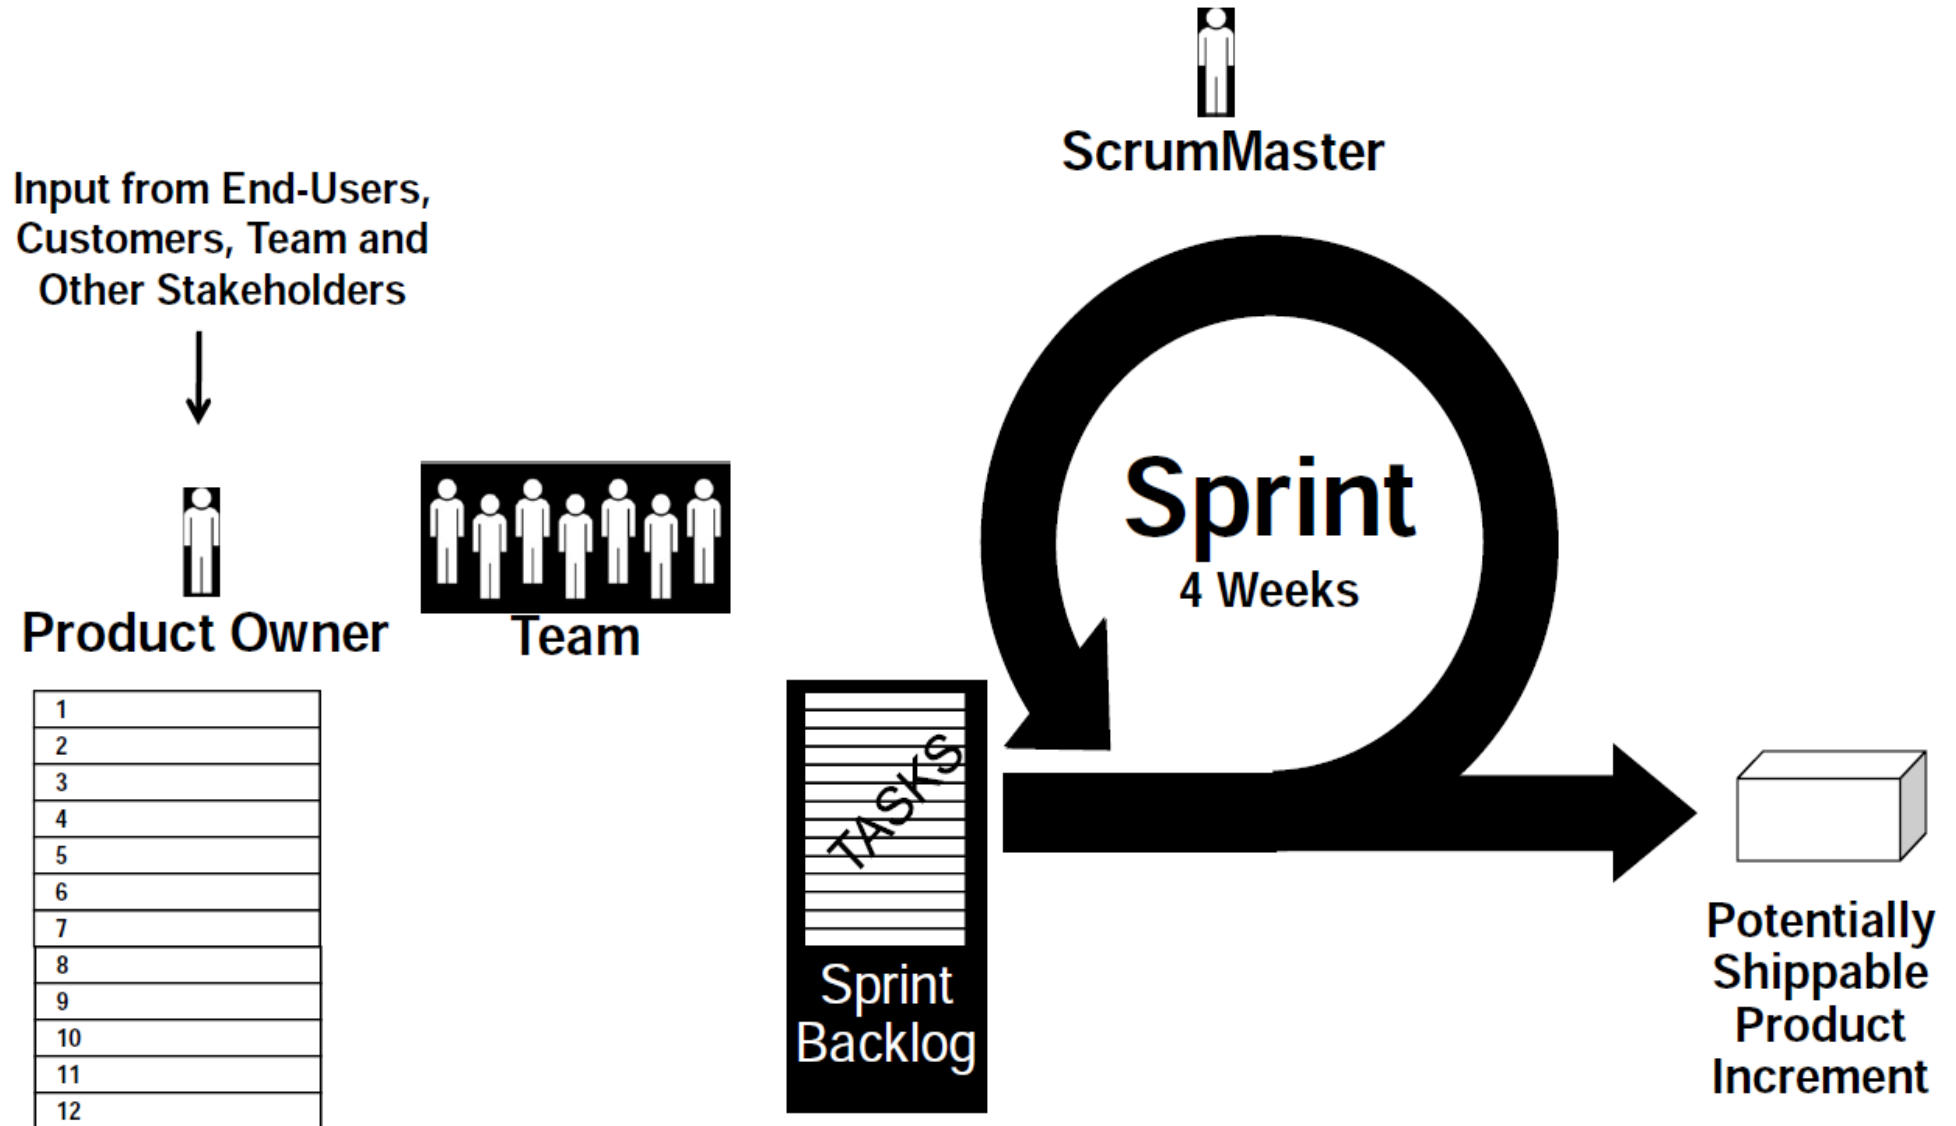 ScrumMaster
Input from End-Users,
Customers, Team and
Other Stakeholders
Product Owner
Team
1
2
3
4
5
6
7
8
9
10
11
12
TASKS
Sprint
Backlog
Sprint
4 Weeks
Potentially
Shippable
Product
Increment